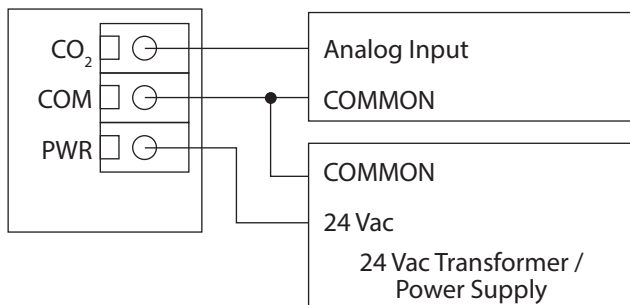 CO₂
COM
PWR
Analog Input
COMMON
COMMON
24 Vac
24 Vac Transformer /
Power Supply